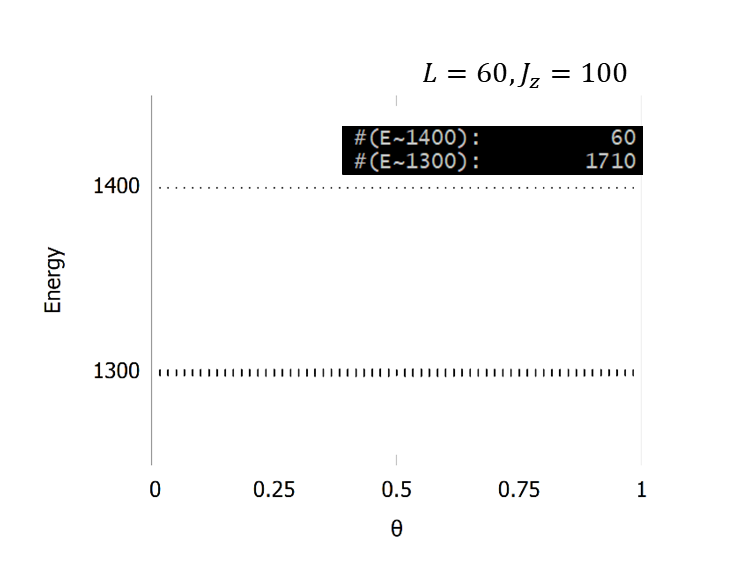 L = 60, J_z = 100
#(E~1400): 60
#(E~1300): 1710
1400
Energy
1300
0 0.25 0.5 0.75 1
θ